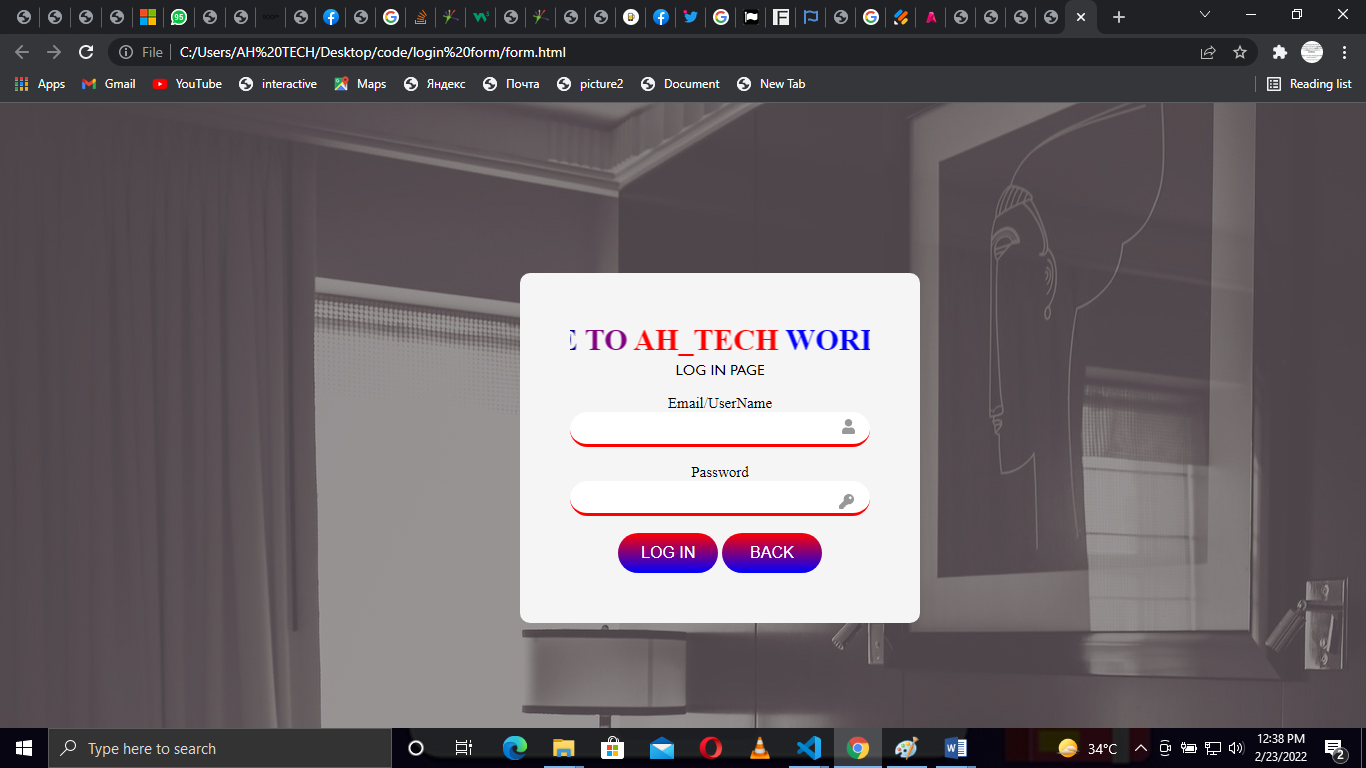 95
File
C:/Users/AH%20TECH/Desktop/code/login%20form/form.html
Apps
Gmail
YouTube
interactive
Maps
Яндекс
Почта
picture2
Document
New Tab
Reading list
E TO AH_TECH WORI
LOG IN PAGE
Email/UserName
Password
LOG IN
BACK
Type here to search
34°C
12:38 PM
2/23/2022
2